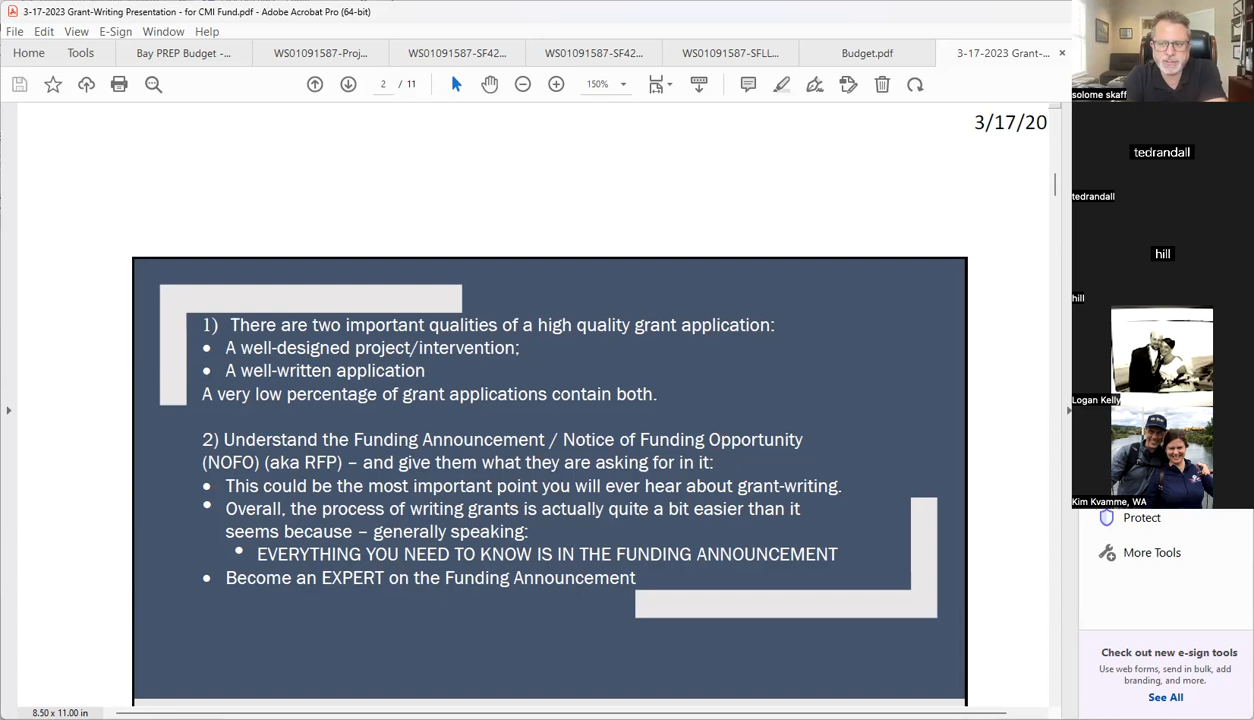 3-17-2023 Grant-Writing Presentation - for CMI Fund.pdf - Adobe Acrobat Pro (64-bit)
File Edit View E-Sign Window Help
Home Tools Bay PREP Budget -... WS01091587-Proj... WS01091587-SF42... WS01091587-SF42... WS01091587-SFLL... Budget.pdf 3-17-2023 Grant-... ×
2 / 11 150%
3/17/20
1) There are two important qualities of a high quality grant application:
• A well-designed project/intervention;
• A well-written application
A very low percentage of grant applications contain both.
2) Understand the Funding Announcement / Notice of Funding Opportunity
(NOFO) (aka RFP) – and give them what they are asking for in it:
• This could be the most important point you will ever hear about grant-writing.
• Overall, the process of writing grants is actually quite a bit easier than it
seems because – generally speaking:
• EVERYTHING YOU NEED TO KNOW IS IN THE FUNDING ANNOUNCEMENT
• Become an EXPERT on the Funding Announcement
8.50 x 11.00 in
solome skaff
tedrandall
tedrandall
hill
hill
Logan Kelly
Kim Kvamme, WA
Protect
More Tools
Check out new e-sign tools
Use web forms, send in bulk, add
branding, and more.
See All